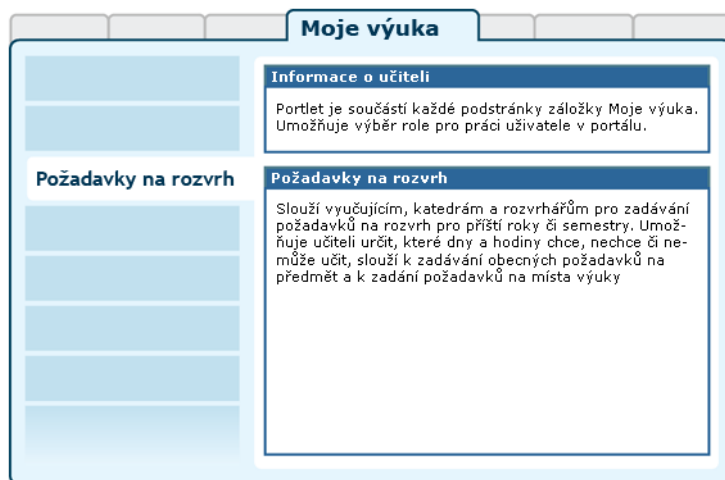 Moje výuka
Informace o učiteli
Portlet je součástí každé podstránky záložky Moje výuka.
Umožňuje výběr role pro práci uživatele v portálu.
Požadavky na rozvrh
Požadavky na rozvrh
Slouží vyučujícím, katedrám a rozvrhářům pro zadávání
požadavků na rozvrh pro příští roky či semestry. Umož-
ňuje učiteli určit, které dny a hodiny chce, nechce či ne-
může učit, slouží k zadávání obecných požadavků na
předmět a k zadání požadavků na místa výuky